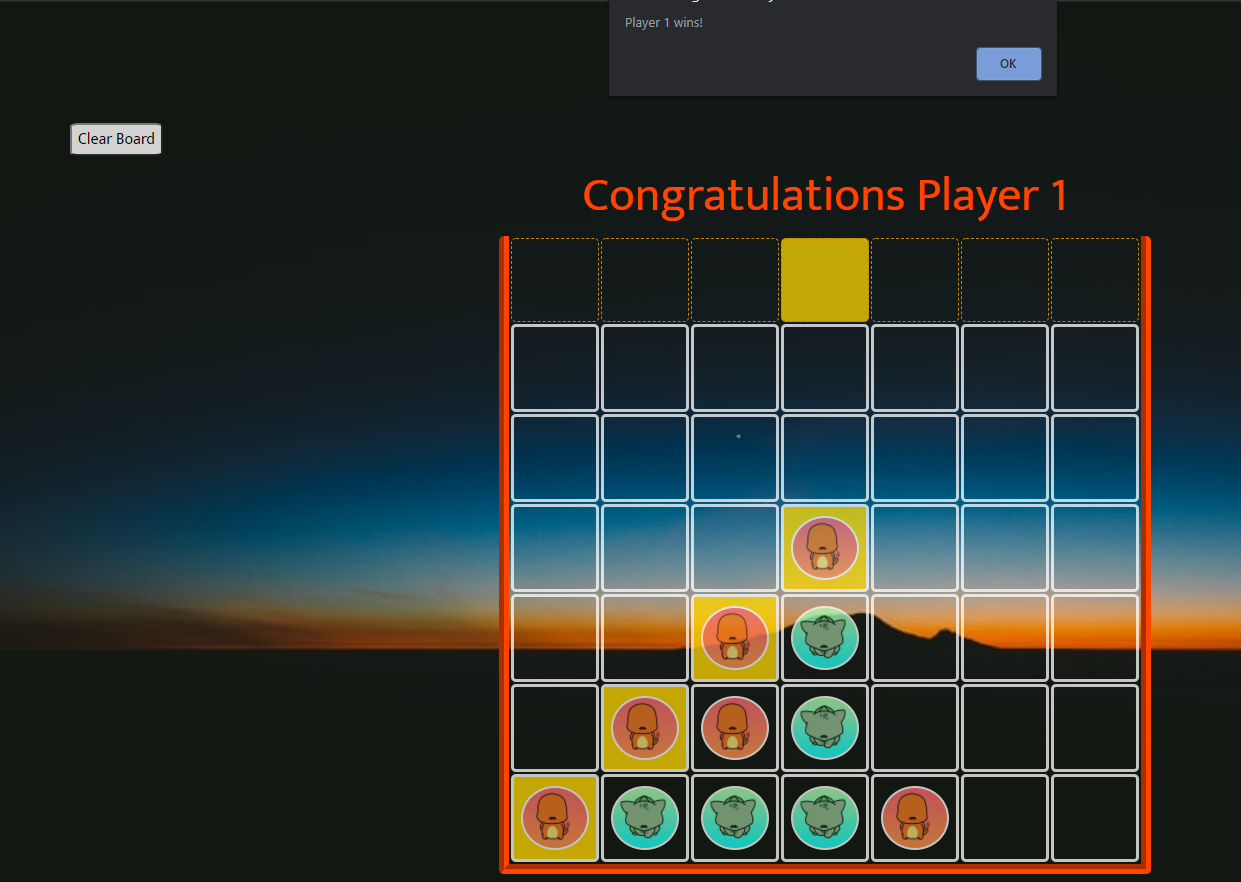 Player 1 wins!
OK
Clear Board
Congratulations Player 1